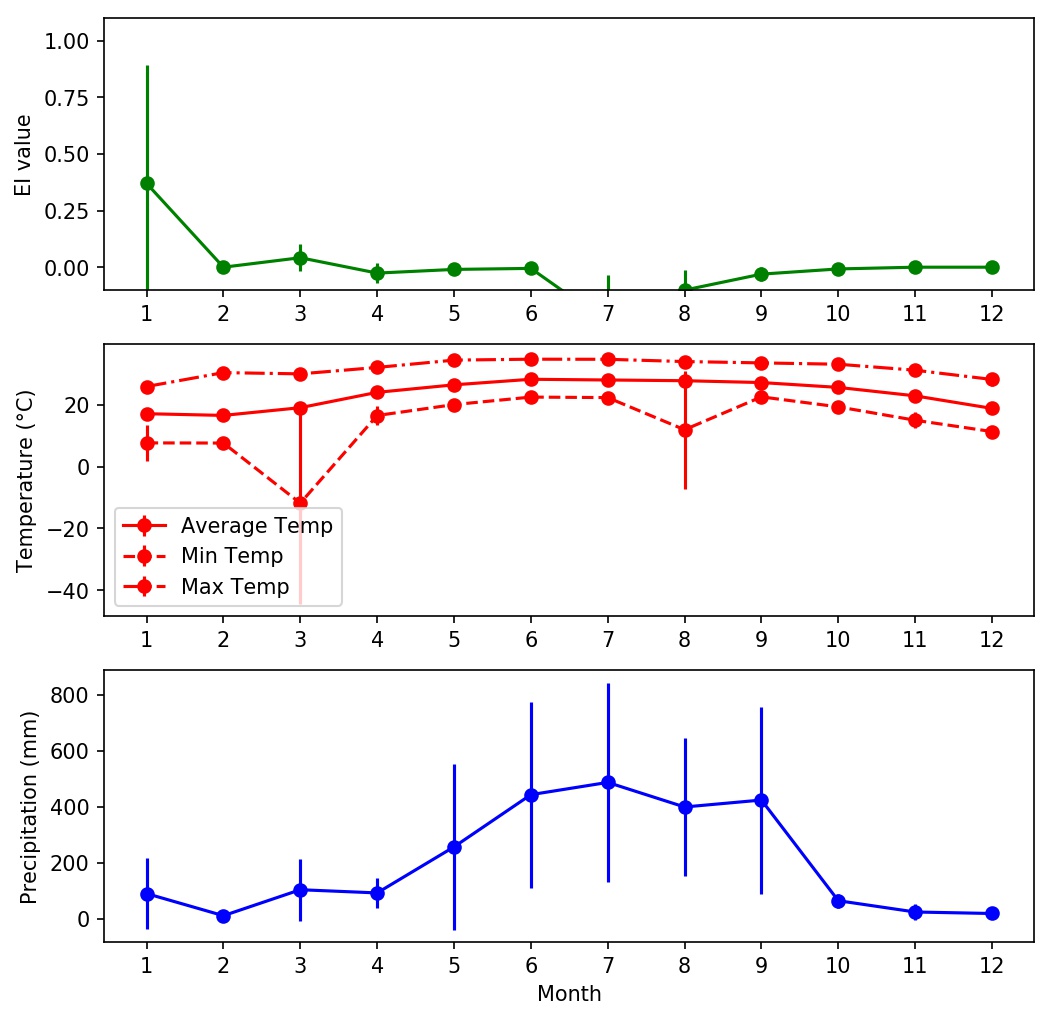 1.00
0.75
0.50
0.25
0.00
EI value
1 2 3 4 5 6 7 8 9 10 11 12
20
0
−20
−40
Temperature (°C)
Average Temp
Min Temp
Max Temp
1 2 3 4 5 6 7 8 9 10 11 12
800
600
400
200
0
Precipitation (mm)
1 2 3 4 5 6 7 8 9 10 11 12
Month